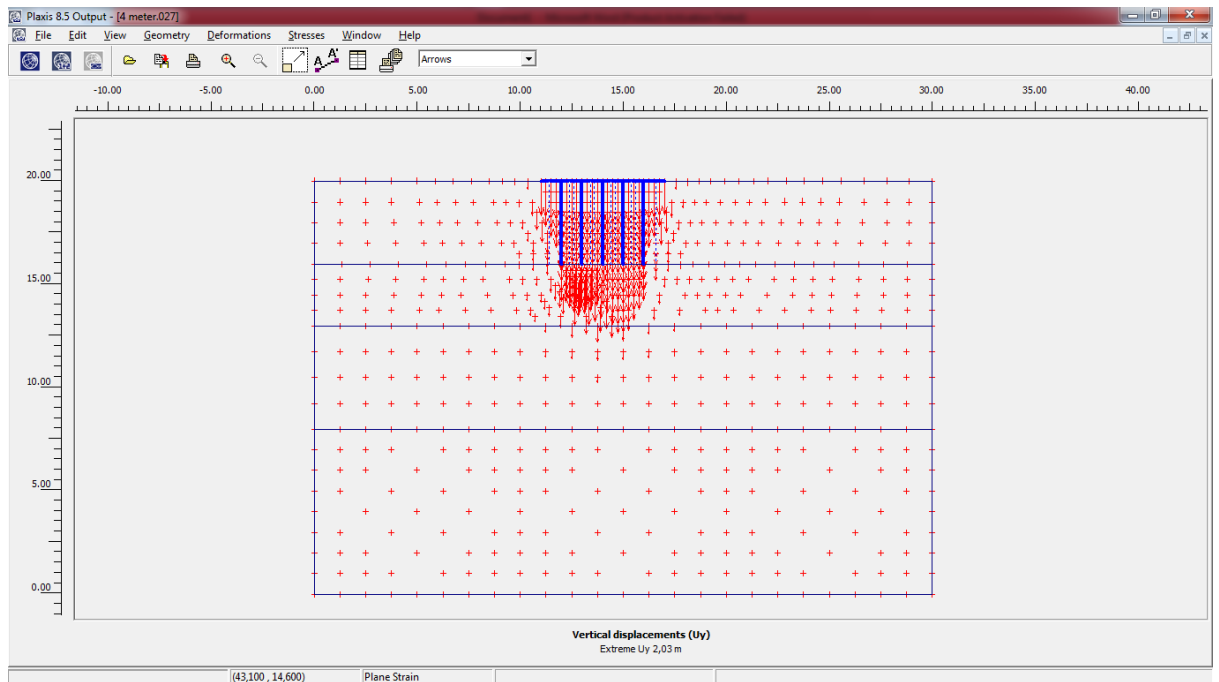 Plaxis 8.5 Output - [4 meter.027]
File Edit View Geometry Deformations Stresses Window Help
A A' Arrows
-10.00 -5.00 0.00 5.00 10.00 15.00 20.00 25.00 30.00 35.00 40.00
20.00
15.00
10.00
5.00
0.00
Vertical displacements (Uy)
Extreme Uy 2,03 m
(43,100 , 14,600) Plane Strain